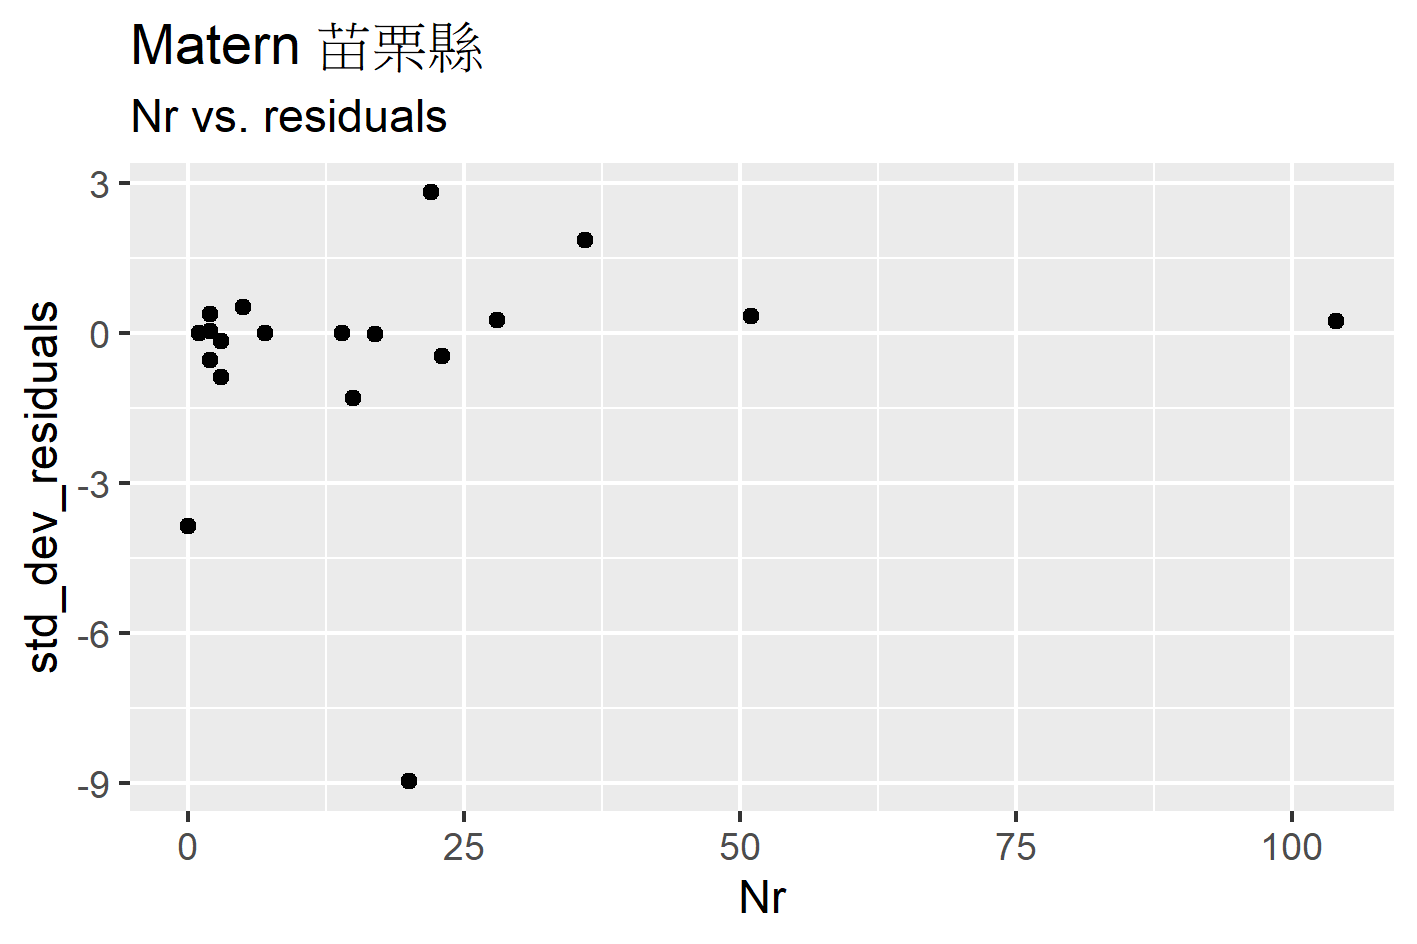 Matern 苗栗縣
Nr vs. residuals
3
0
-3
-6
-9
std_dev_residuals
0 25 50 75 100
Nr